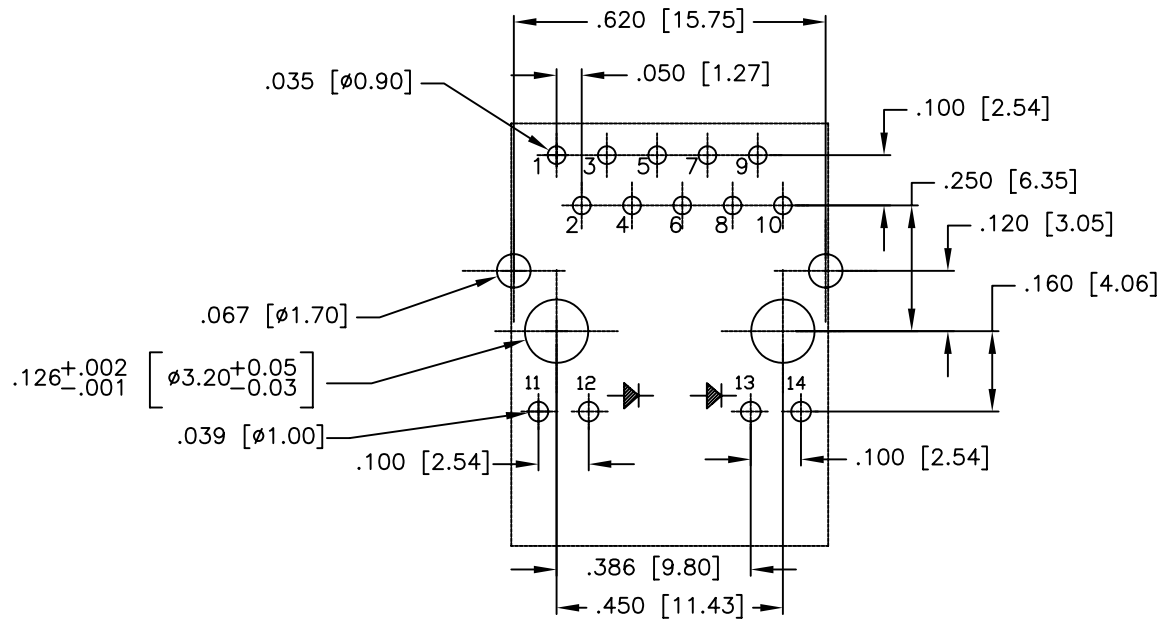 .620 [15.75]
.035 [ø0.90]
.050 [1.27]
.100 [2.54]
1 3 5 7 9
.250 [6.35]
2 4 6 8 10
.120 [3.05]
.067 [ø1.70]
.160 [4.06]
.126+.002 -.001 [ø3.20+0.05 -0.03]
11 12 13 14
.039 [ø1.00]
.100 [2.54]
.100 [2.54]
.386 [9.80]
.450 [11.43]